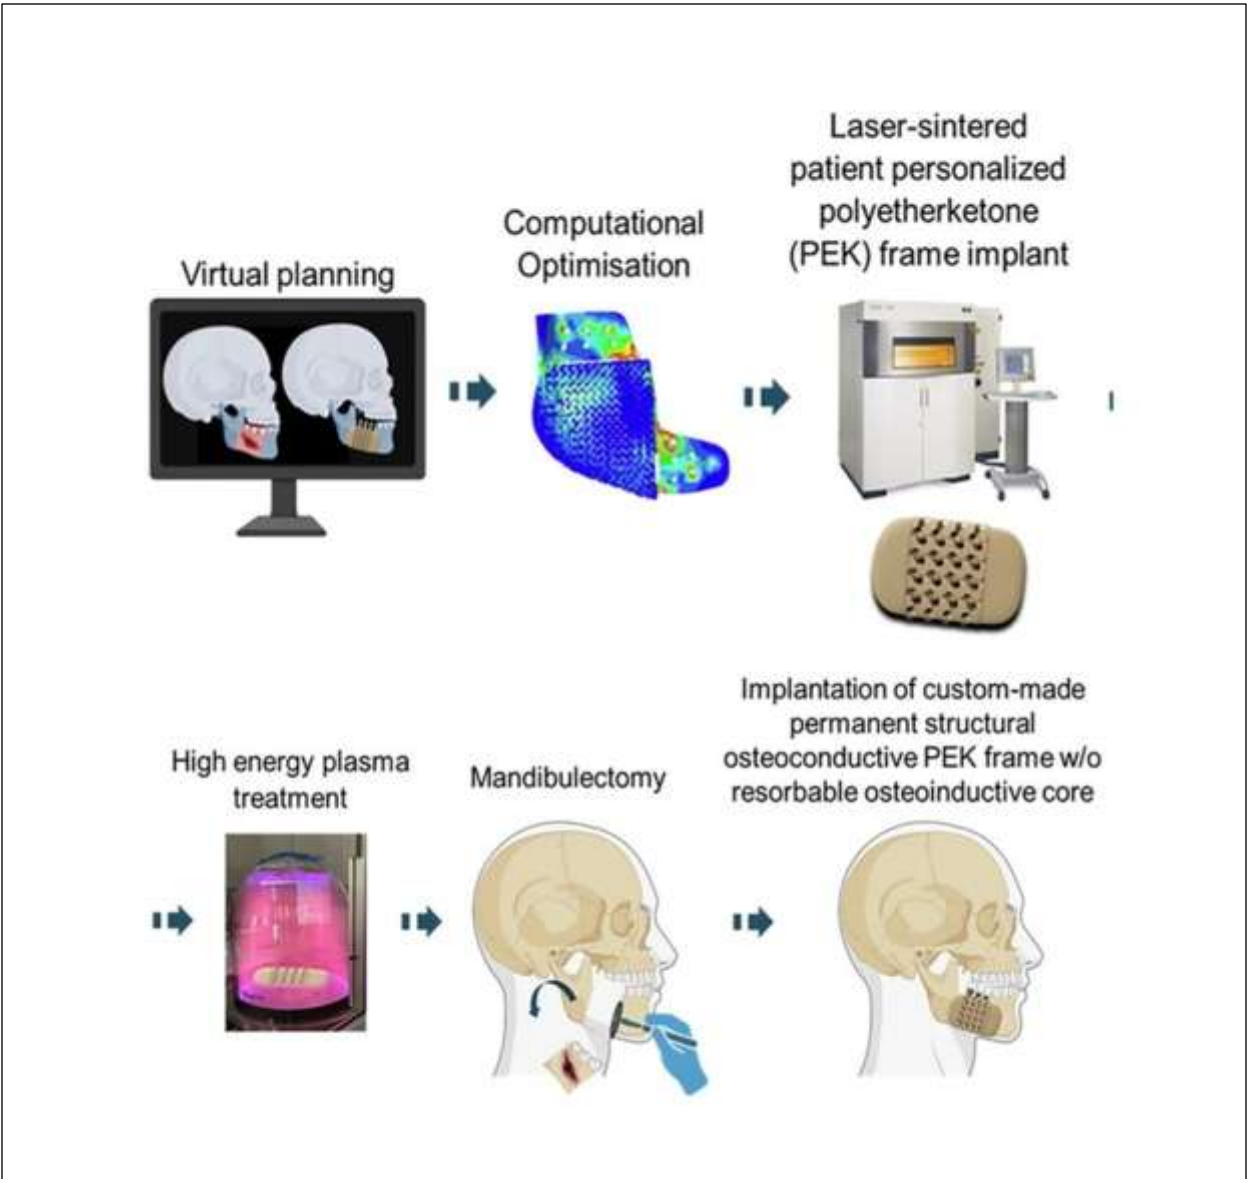 Virtual planning
Computational
Optimisation
Laser-sintered
patient personalized
polyetherketone
(PEK) frame implant
High energy plasma
treatment
Mandibulectomy
Implantation of custom-made
permanent structural
osteoconductive PEK frame w/o
resorbable osteoinductive core